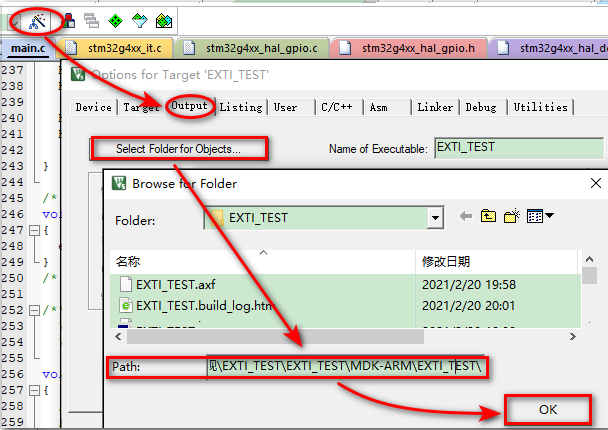 main.c
stm32g4xx_it.c
stm32g4xx_hal_gpio.c
stm32g4xx_hal_gpio.h
stm32g4xx_hal_de
237
238
Options for Target 'EXTI_TEST'
239
240
Device
Target
Output
Listing
User
C/C++
Asm
Linker
Debug
Utilities
241
242
Select Folder for Objects...
Name of Executable:
EXTI_TEST
243
}
244
Browse for Folder
245
/*
246
vo
Folder:
EXTI_TEST
247
{
248
249
}
名称
修改日期
250
/*
EXTI_TEST.axf
2021/2/20 19:58
251
EXTI_TEST.build_log.htm
2021/2/20 20:01
252
/*
253
254
255
Path:
见\EXTI_TEST\EXTI_TEST\MDK-ARM\EXTI_TEST\
256
vo
257
{
258
OK
259